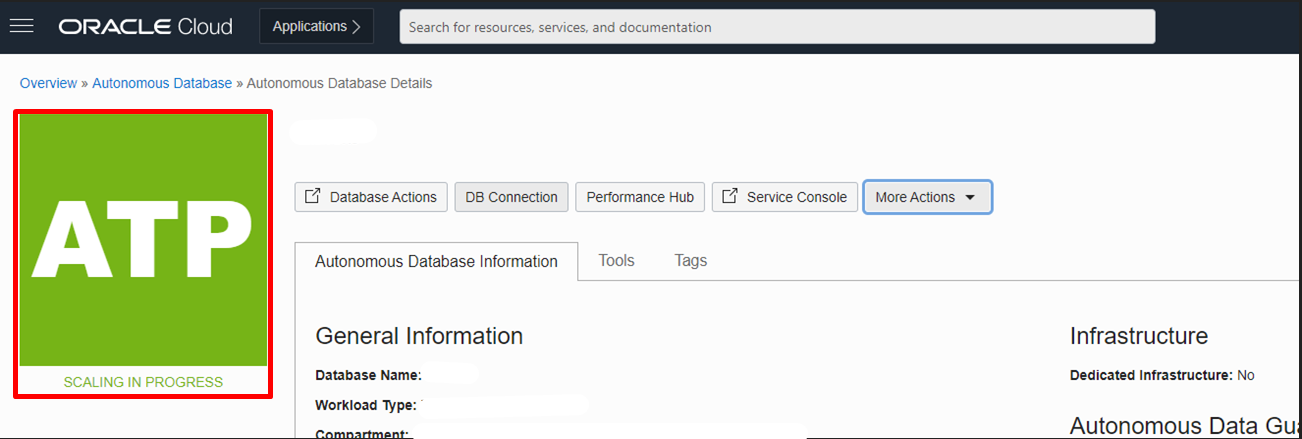 ORACLE Cloud Applications Search for resources, services, and documentation
Overview » Autonomous Database » Autonomous Database Details
ATP
SCALING IN PROGRESS
Database Actions DB Connection Performance Hub Service Console More Actions
Autonomous Database Information Tools Tags
General Information
Database Name:
Workload Type:
Compartment:
Infrastructure
Dedicated Infrastructure: No
Autonomous Data